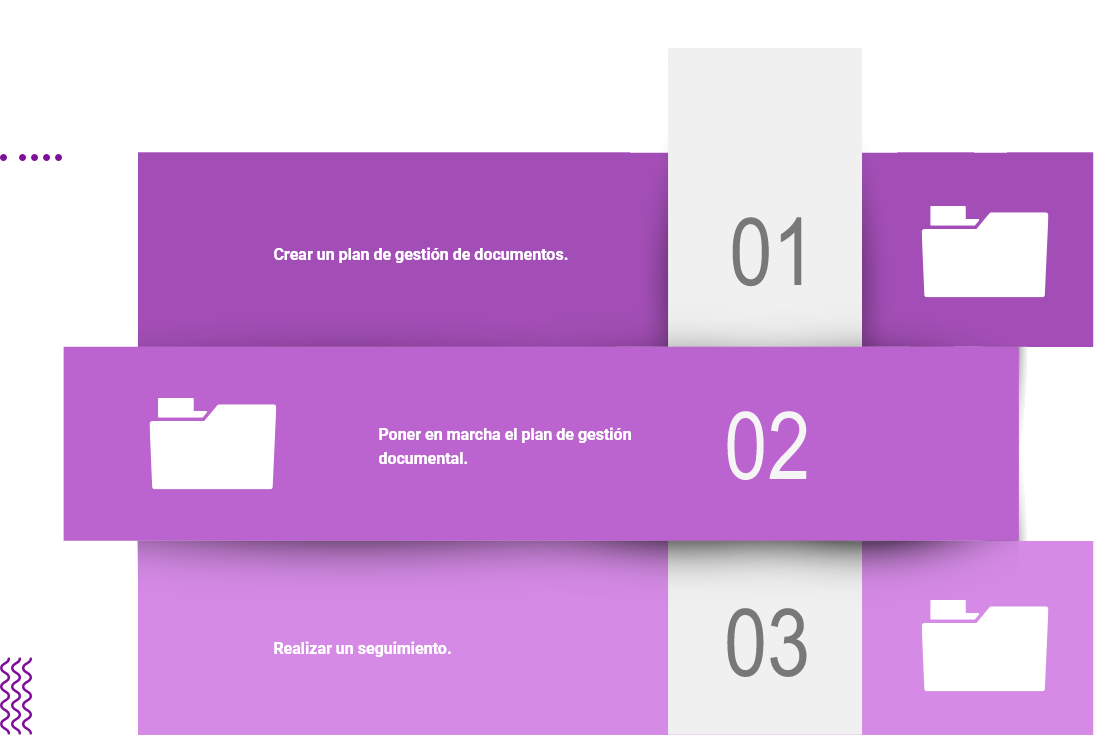 Crear un plan de gestión de documentos.
01
Poner en marcha el plan de gestión
documental.
02
Realizar un seguimiento.
03